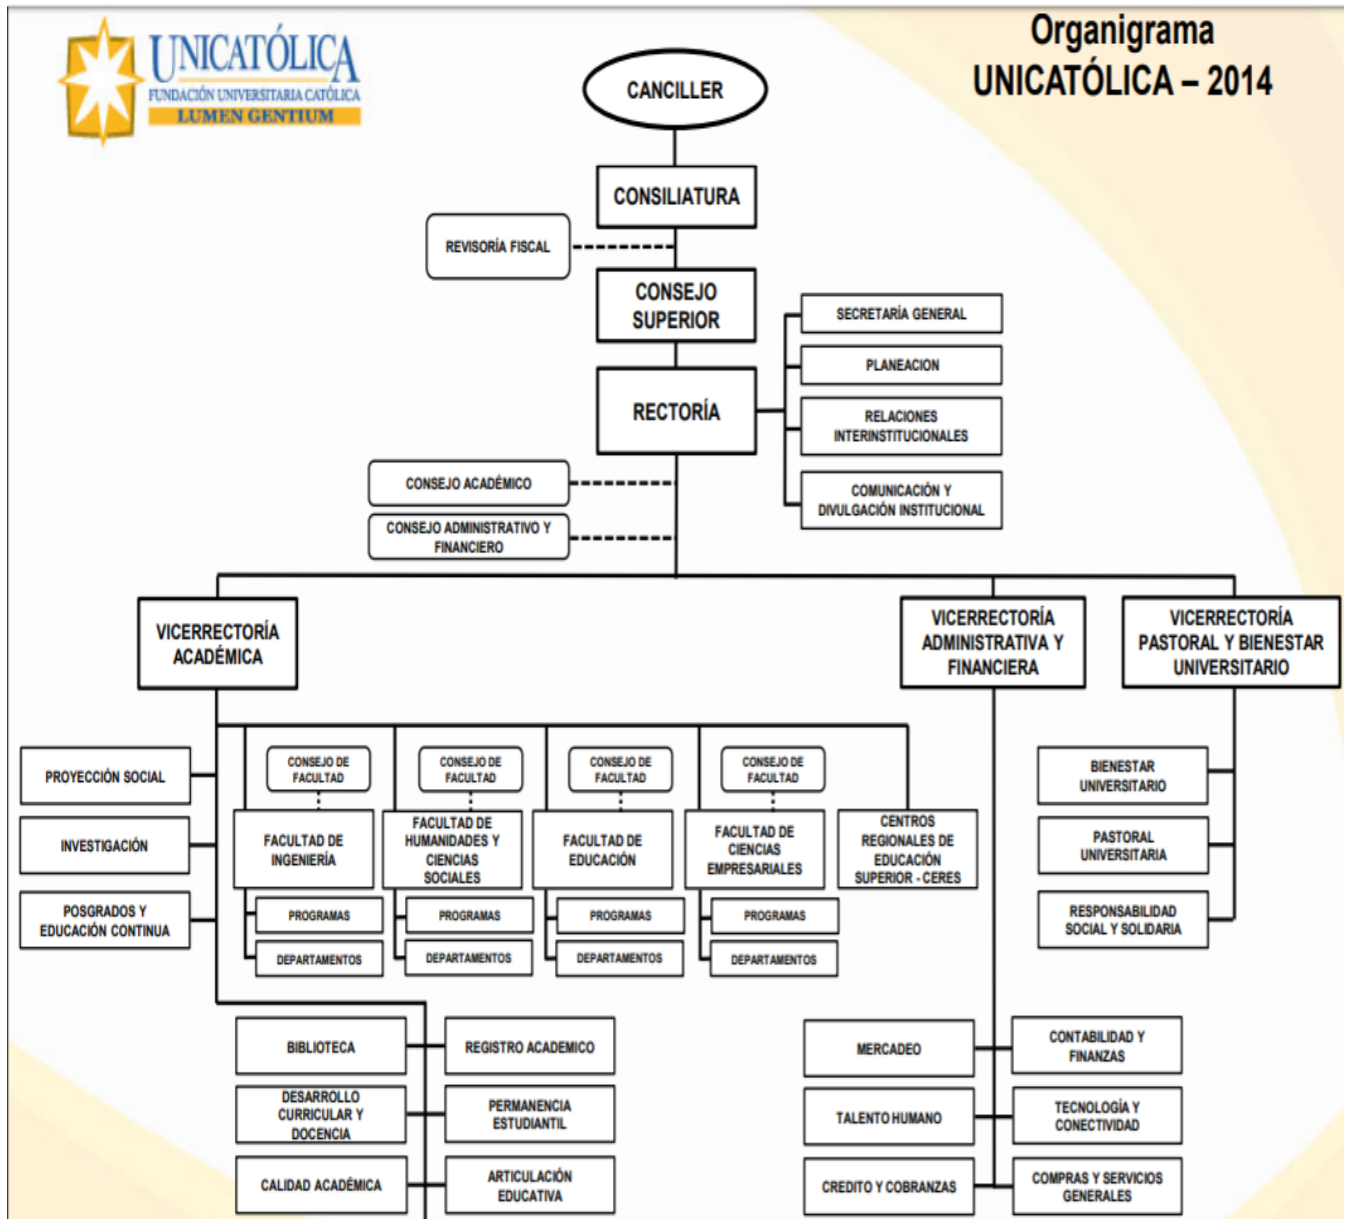 UNICATÓLICA
FUNDACIÓN UNIVERSITARIA CATÓLICA
LUMEN GENTIUM
Organigrama
UNICATÓLICA – 2014
CANCILLER
CONSILIATURA
REVISORÍA FISCAL
CONSEJO
SUPERIOR
SECRETARÍA GENERAL
PLANEACION
RECTORÍA
RELACIONES
INTERINSTITUCIONALES
COMUNICACIÓN Y
DIVULGACIÓN INSTITUCIONAL
CONSEJO ACADÉMICO
CONSEJO ADMINISTRATIVO Y
FINANCIERO
VICERRECTORÍA
ACADÉMICA
VICERRECTORÍA
ADMINISTRATIVA Y
FINANCIERA
VICERRECTORÍA
PASTORAL Y BIENESTAR
UNIVERSITARIO
PROYECCIÓN SOCIAL
INVESTIGACIÓN
POSGRADOS Y
EDUCACIÓN CONTINUA
CONSEJO DE
FACULTAD
FACULTAD DE
INGENIERÍA
PROGRAMAS
DEPARTAMENTOS
CONSEJO DE
FACULTAD
FACULTAD DE
HUMANIDADES Y
CIENCIAS
SOCIALES
PROGRAMAS
DEPARTAMENTOS
CONSEJO DE
FACULTAD
FACULTAD DE
EDUCACIÓN
PROGRAMAS
DEPARTAMENTOS
CONSEJO DE
FACULTAD
FACULTAD DE
CIENCIAS
EMPRESARIALES
PROGRAMAS
DEPARTAMENTOS
CENTROS
REGIONALES DE
EDUCACIÓN
SUPERIOR - CERES
BIENESTAR
UNIVERSITARIO
PASTORAL
UNIVERSITARIA
RESPONSABILIDAD
SOCIAL Y SOLIDARIA
BIBLIOTECA
REGISTRO ACADEMICO
DESARROLLO
CURRICULAR Y
DOCENCIA
PERMANENCIA
ESTUDIANTIL
CALIDAD ACADÉMICA
ARTICULACIÓN
EDUCATIVA
MERCADEO
CONTABILIDAD Y
FINANZAS
TALENTO HUMANO
TECNOLOGÍA Y
CONECTIVIDAD
CREDITO Y COBRANZAS
COMPRAS Y SERVICIOS
GENERALES